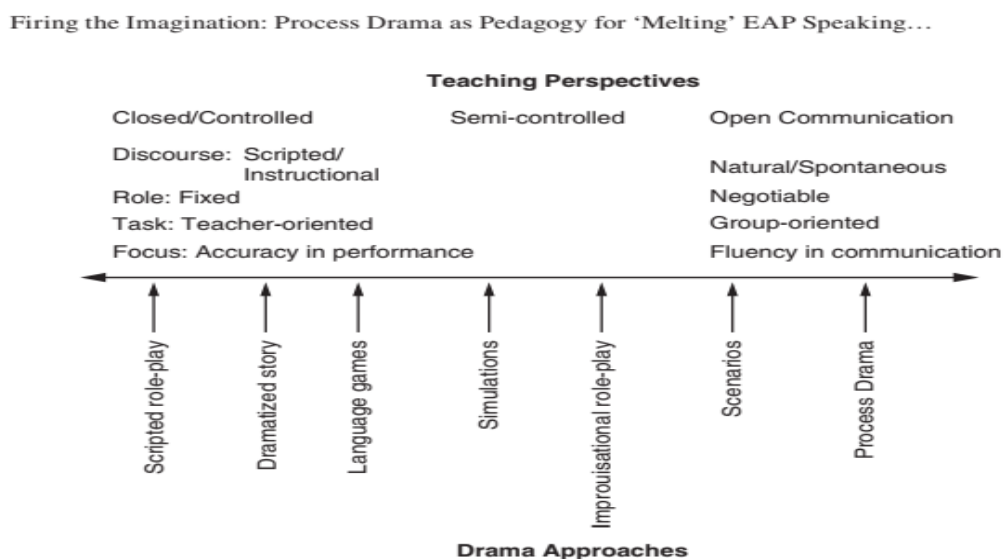 Firing the Imagination: Process Drama as Pedagogy for ‘Melting’ EAP Speaking…
Teaching Perspectives
Closed/Controlled Semi-controlled Open Communication
Discourse: Scripted/
Instructional Natural/Spontaneous
Role: Fixed Negotiable
Task: Teacher-oriented Group-oriented
Focus: Accuracy in performance Fluency in communication
Scripted role-play
Dramatized story
Language games
Simulations
Improuisational role-play
Scenarios
Process Drama
Drama Approaches